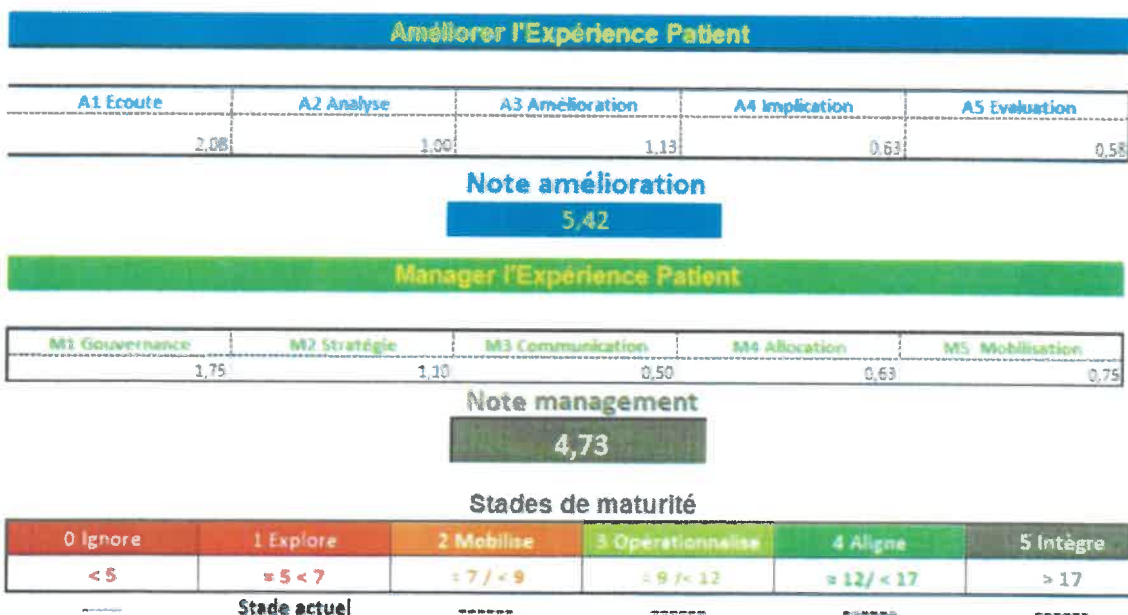 Améliorer l'Expérience Patient
A1 Ecoute A2 Analyse A3 Amélioration A4 Implication A5 Evaluation
2,08 1,00 1,13 0,63 0,58
Note amélioration
5,42
Manager l'Expérience Patient
M1 Gouvernance M2 Stratégie M3 Communication M4 Allocation M5 Mobilisation
1,75 1,10 0,50 0,63 0,75
Note management
4,73
Stades de maturité
0 Ignore 1 Explore 2 Mobilise 3 Opérationnalise 4 Aligne 5 Intègre
< 5 = 5 < 7 = 7 / < 9 = 9 / < 12 = 12/ < 17 > 17
Stade actuel